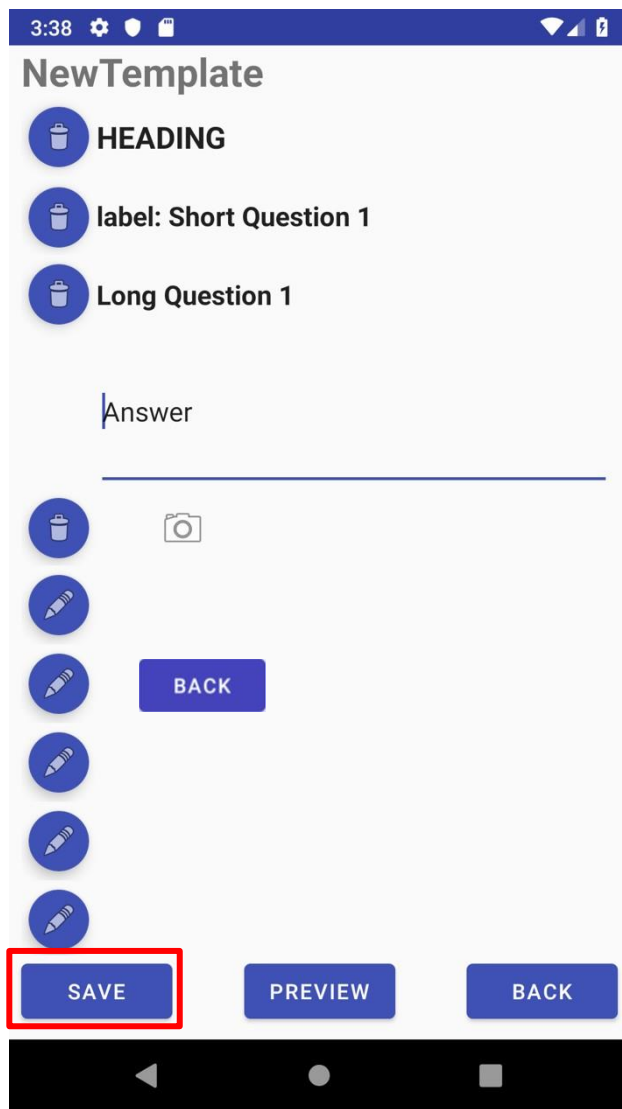 3:38
NewTemplate
HEADING
label: Short Question 1
Long Question 1
Answer
BACK
SAVE PREVIEW BACK